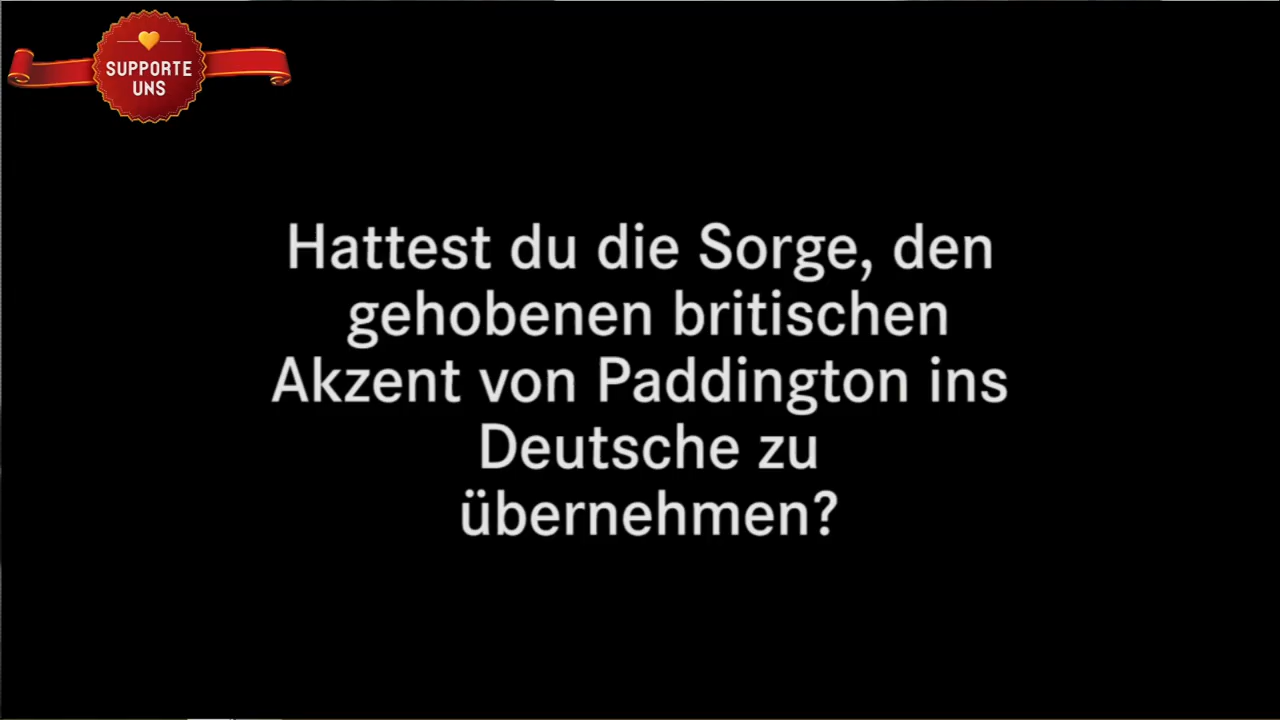 SUPPORTE
UNS
Hattest du die Sorge, den
gehobenen britischen
Akzent von Paddington ins
Deutsche zu
übernehmen?